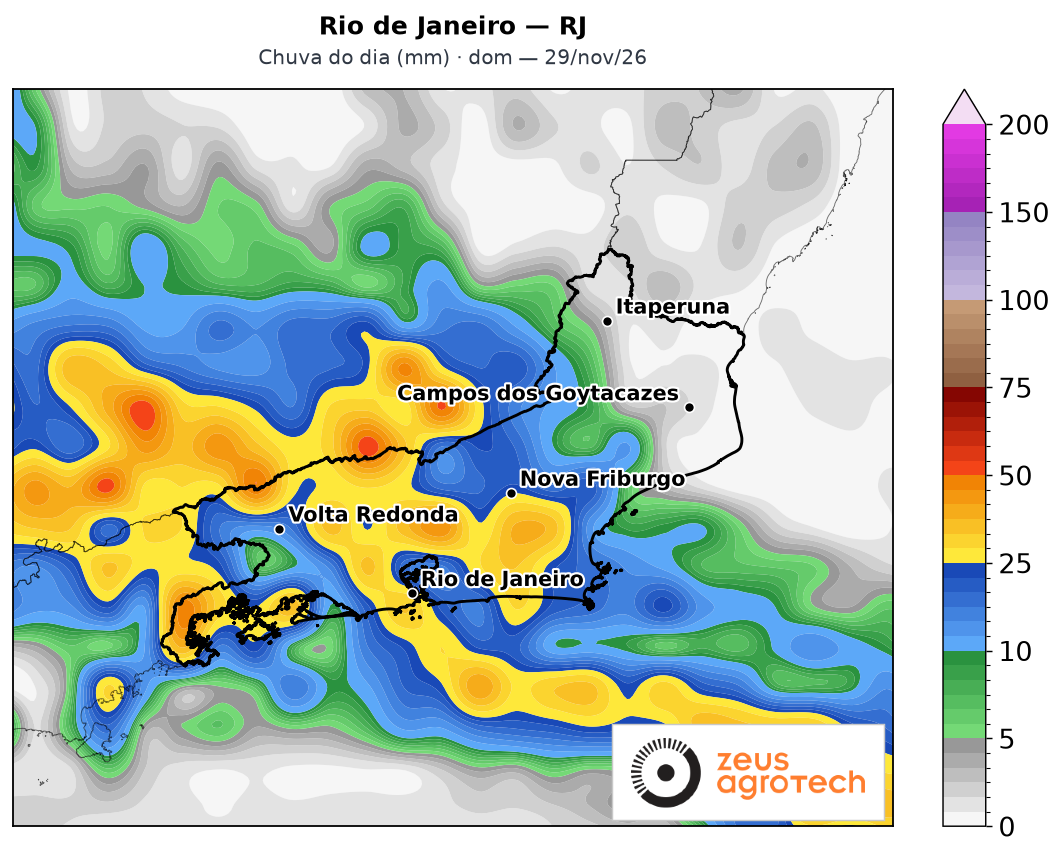 Rio de Janeiro — RJ
Chuva do dia (mm) · dom — 29/nov/26
200
150
100
75
50
25
10
5
0
Itaperuna
Campos dos Goytacazes
Nova Friburgo
Volta Redonda
Rio de Janeiro
zeus
agrotech